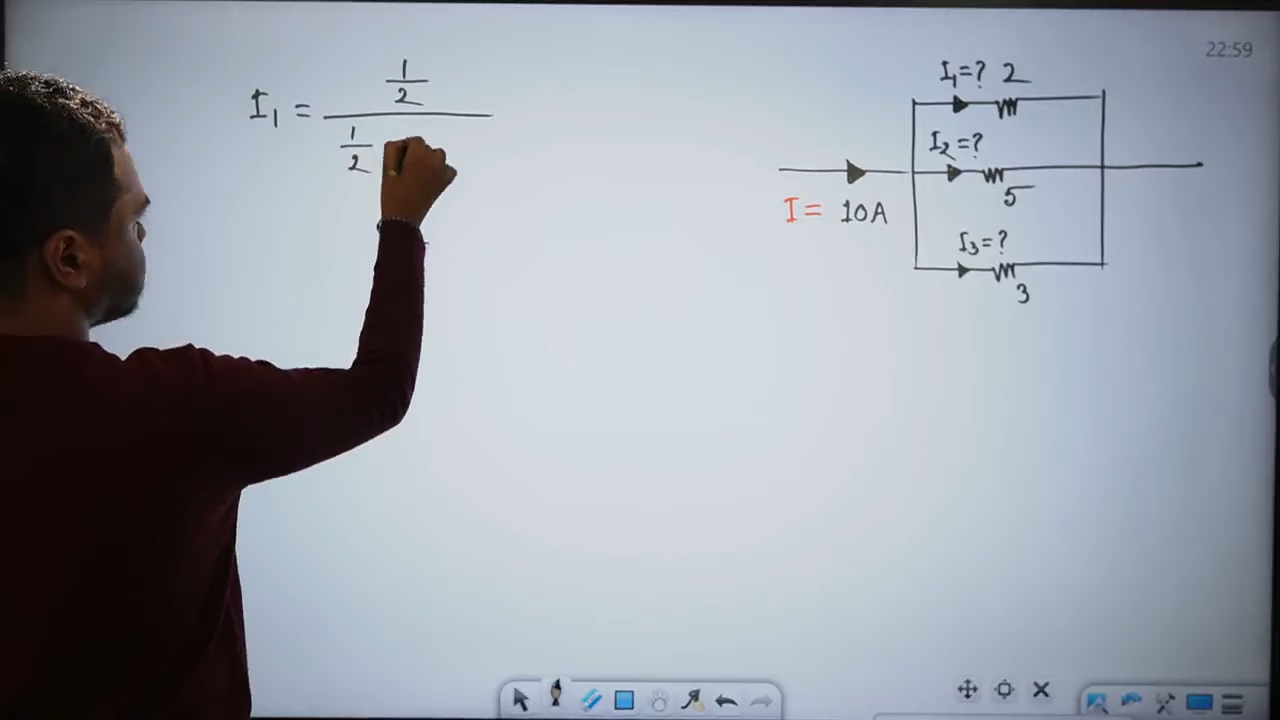 22:59
I₁ = 1/2 / 1/2
I₁=? 2
I₂=?
5
I= 10A
I₃=?
3